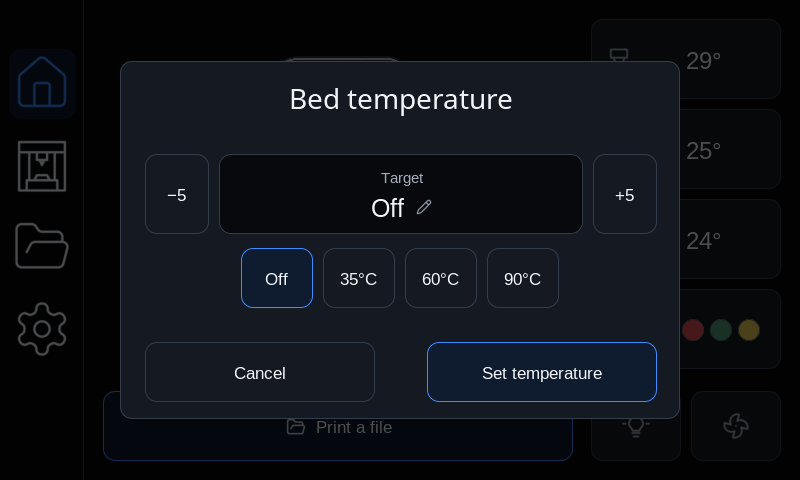 29°
Bed temperature
25°
−5
Target
Off
+5
24°
Off
35°C
60°C
90°C
Cancel
Set temperature
Print a file